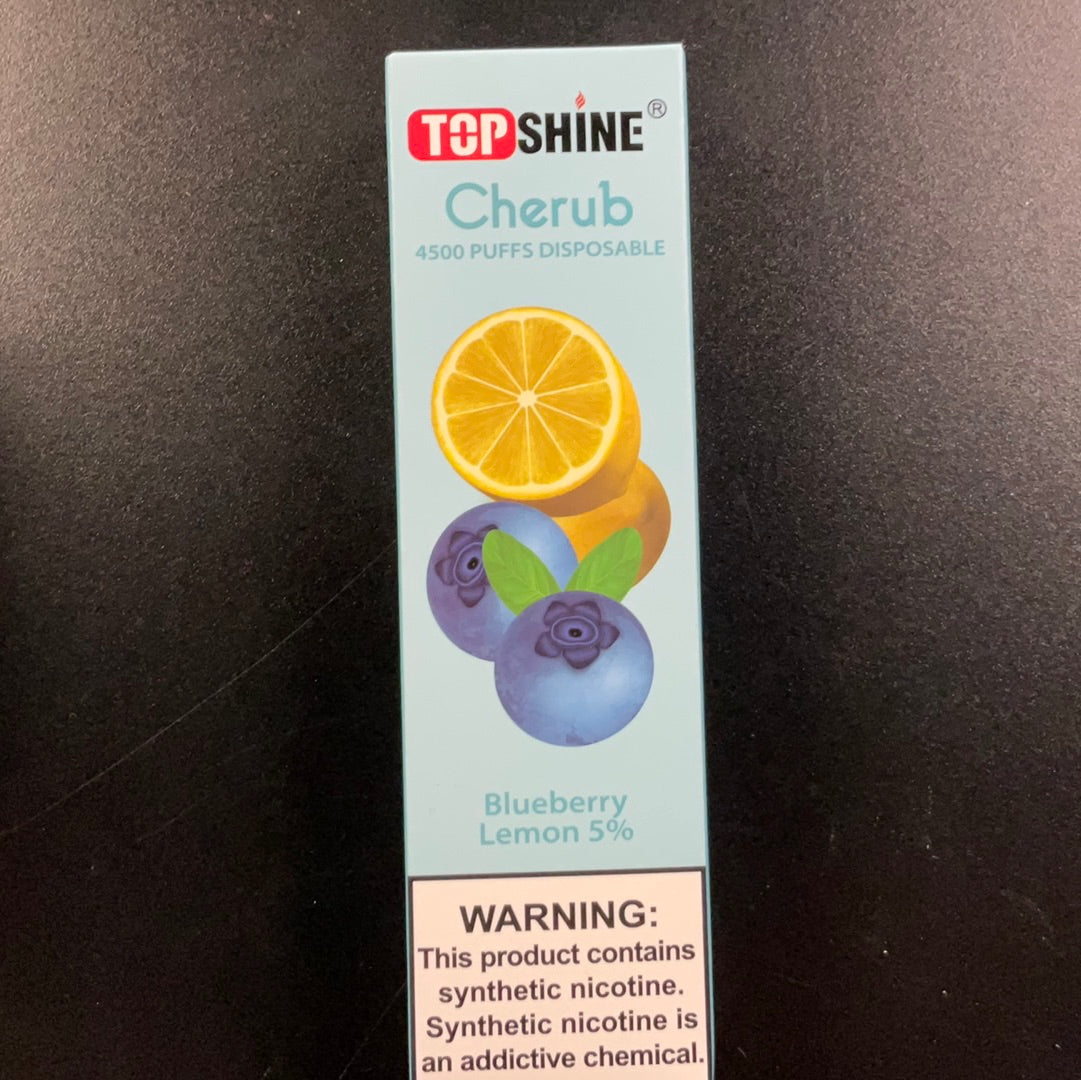 TOPSHINE®
Cherub
4500 PUFFS DISPOSABLE
Blueberry
Lemon 5%
WARNING:
This product contains
synthetic nicotine.
Synthetic nicotine is
an addictive chemical.